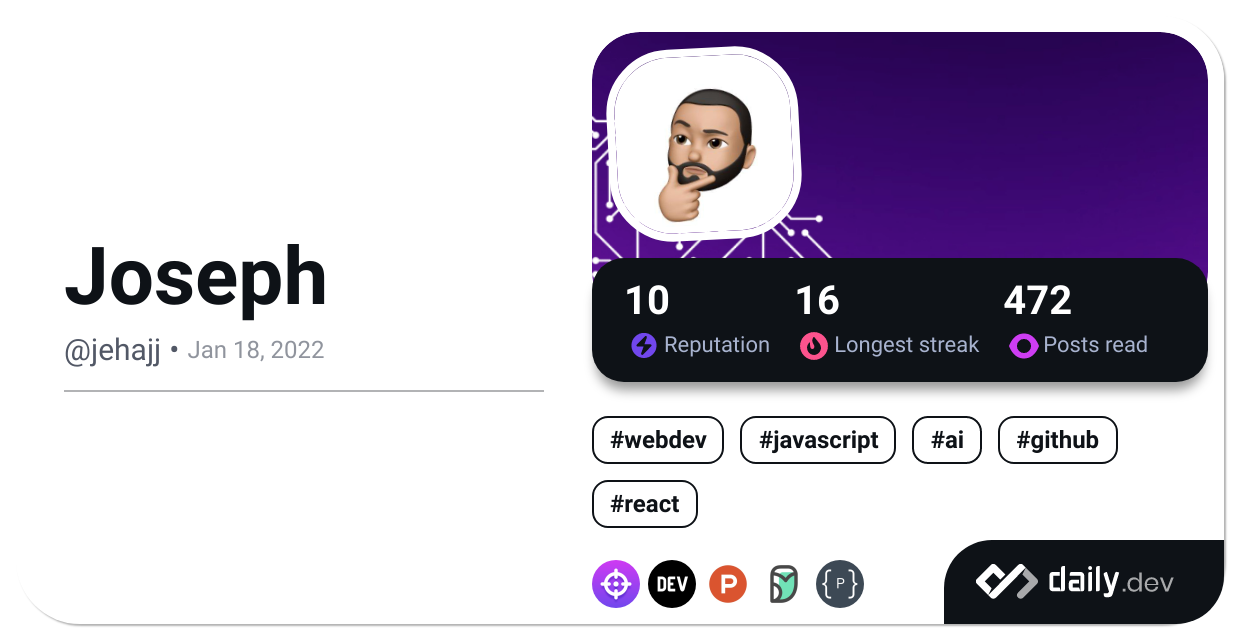 Joseph
@jehajj • Jan 18, 2022
10 16 472
Reputation Longest streak Posts read
#webdev #javascript #ai #github
#react
DEV P {P}
daily.dev